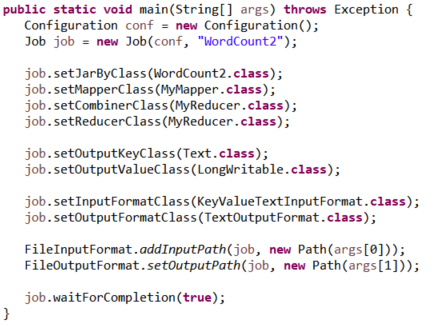 public static void main(String[] args) throws Exception {
Configuration conf = new Configuration();
Job job = new Job(conf, "WordCount2");
job.setJarByClass(WordCount2.class);
job.setMapperClass(MyMapper.class);
job.setCombinerClass(MyReducer.class);
job.setReducerClass(MyReducer.class);
job.setOutputKeyClass(Text.class);
job.setOutputValueClass(LongWritable.class);
job.setInputFormatClass(KeyValueTextInputFormat.class);
job.setOutputFormatClass(TextOutputFormat.class);
FileInputFormat.addInputPath(job, new Path(args[0]));
FileOutputFormat.setOutputPath(job, new Path(args[1]));
job.waitForCompletion(true);
}